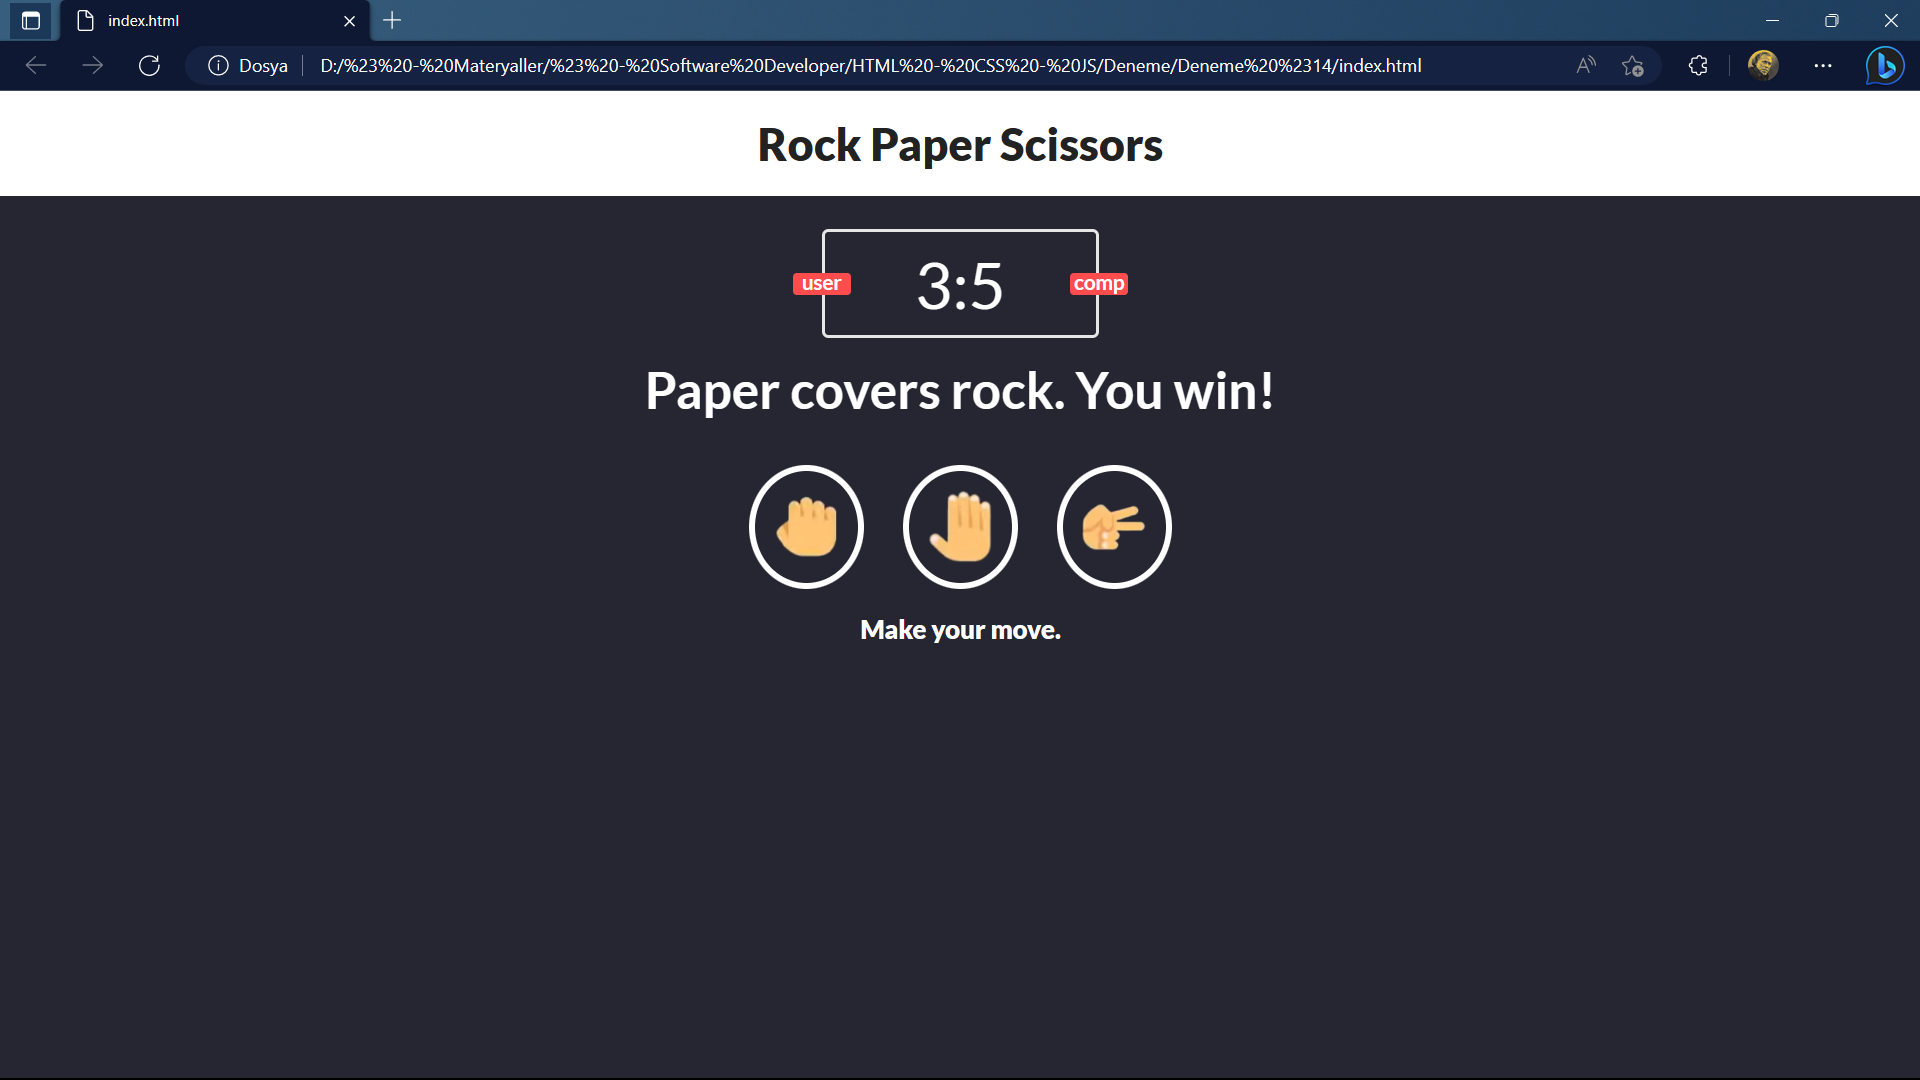 index.html
Dosya D:/%23%20-%20Materyaller/%23%20-%20Software%20Developer/HTML%20-%20CSS%20-%20JS/Deneme/Deneme%20%2314/index.html
Rock Paper Scissors
user 3:5 comp
Paper covers rock. You win!
Make your move.